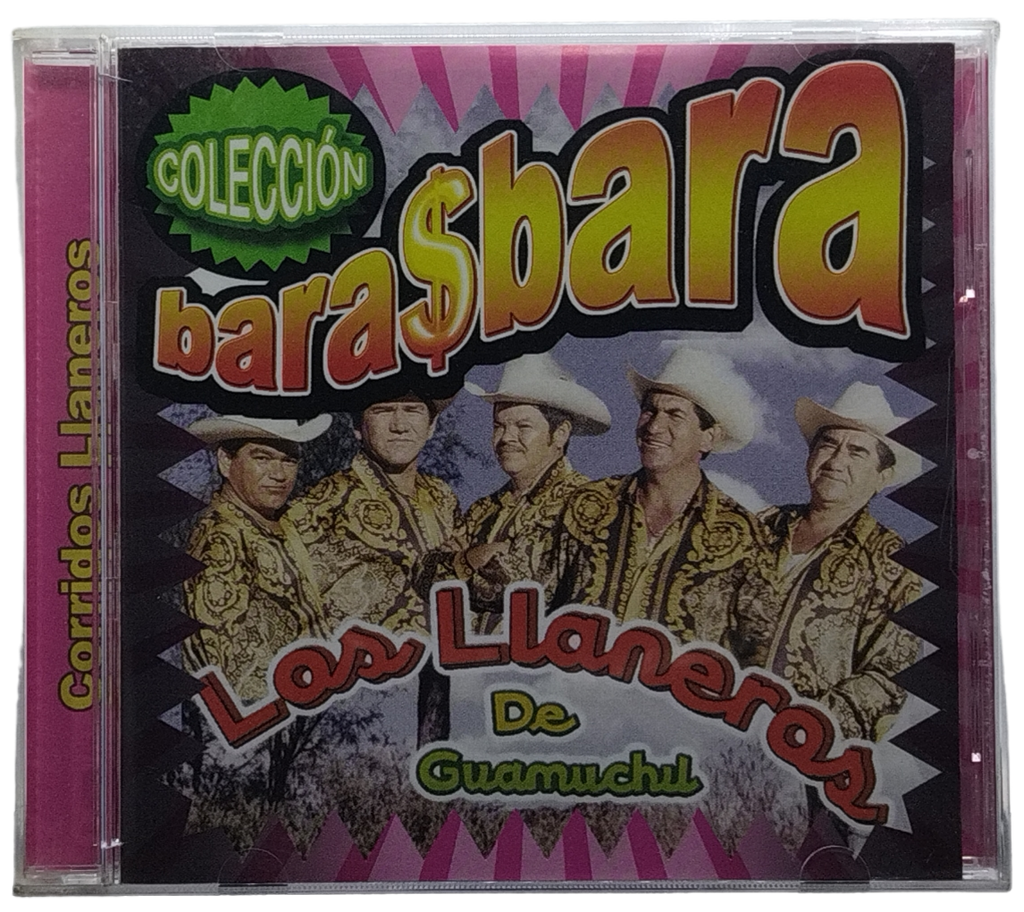 COLECCIÓN
bara$bara
Los Llaneros
De
Guamuchil
Corridos Llaneros